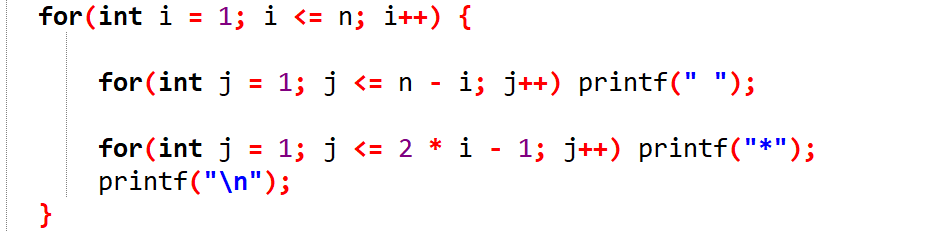 for(int i = 1; i <= n; i++) {
for(int j = 1; j <= n - i; j++) printf(" ");
for(int j = 1; j <= 2 * i - 1; j++) printf("*");
printf("\n");
}